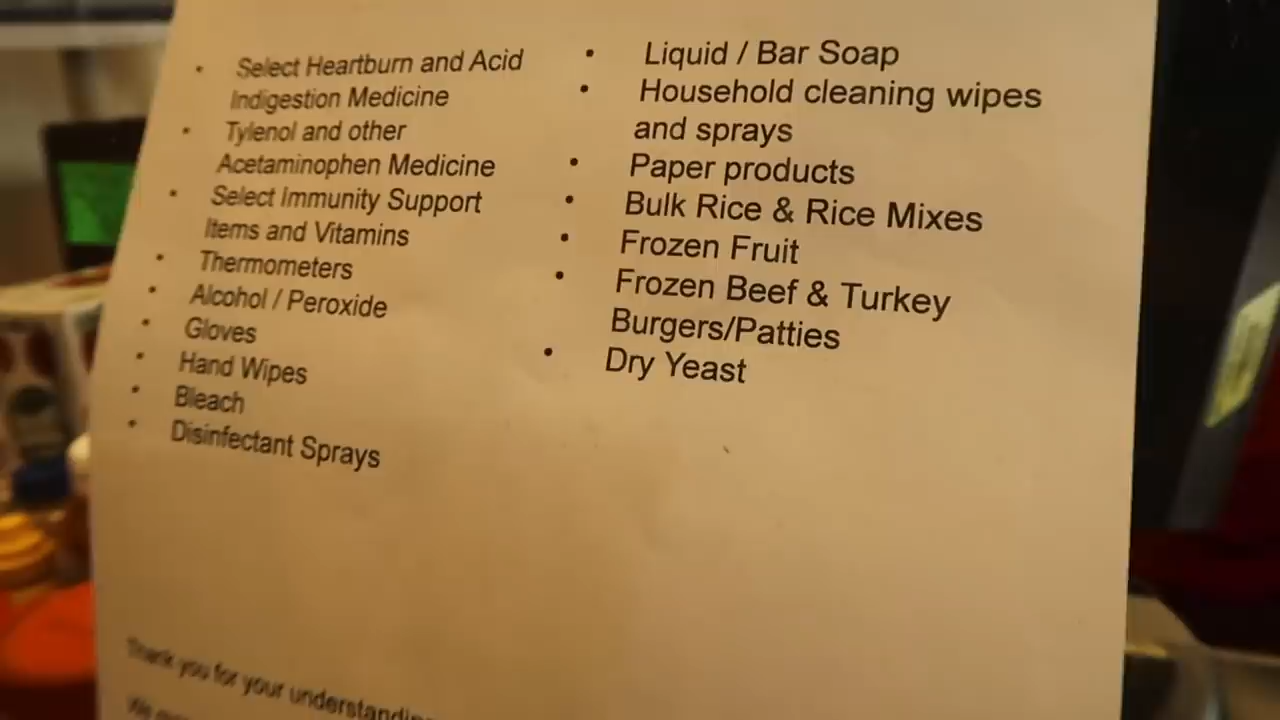 • Select Heartburn and Acid
Indigestion Medicine
• Tylenol and other
Acetaminophen Medicine
• Select Immunity Support
Items and Vitamins
• Thermometers
• Alcohol / Peroxide
• Gloves
• Hand Wipes
• Bleach
• Disinfectant Sprays
• Liquid / Bar Soap
• Household cleaning wipes
and sprays
• Paper products
• Bulk Rice & Rice Mixes
• Frozen Fruit
• Frozen Beef & Turkey
Burgers/Patties
• Dry Yeast
Thank you for your
We